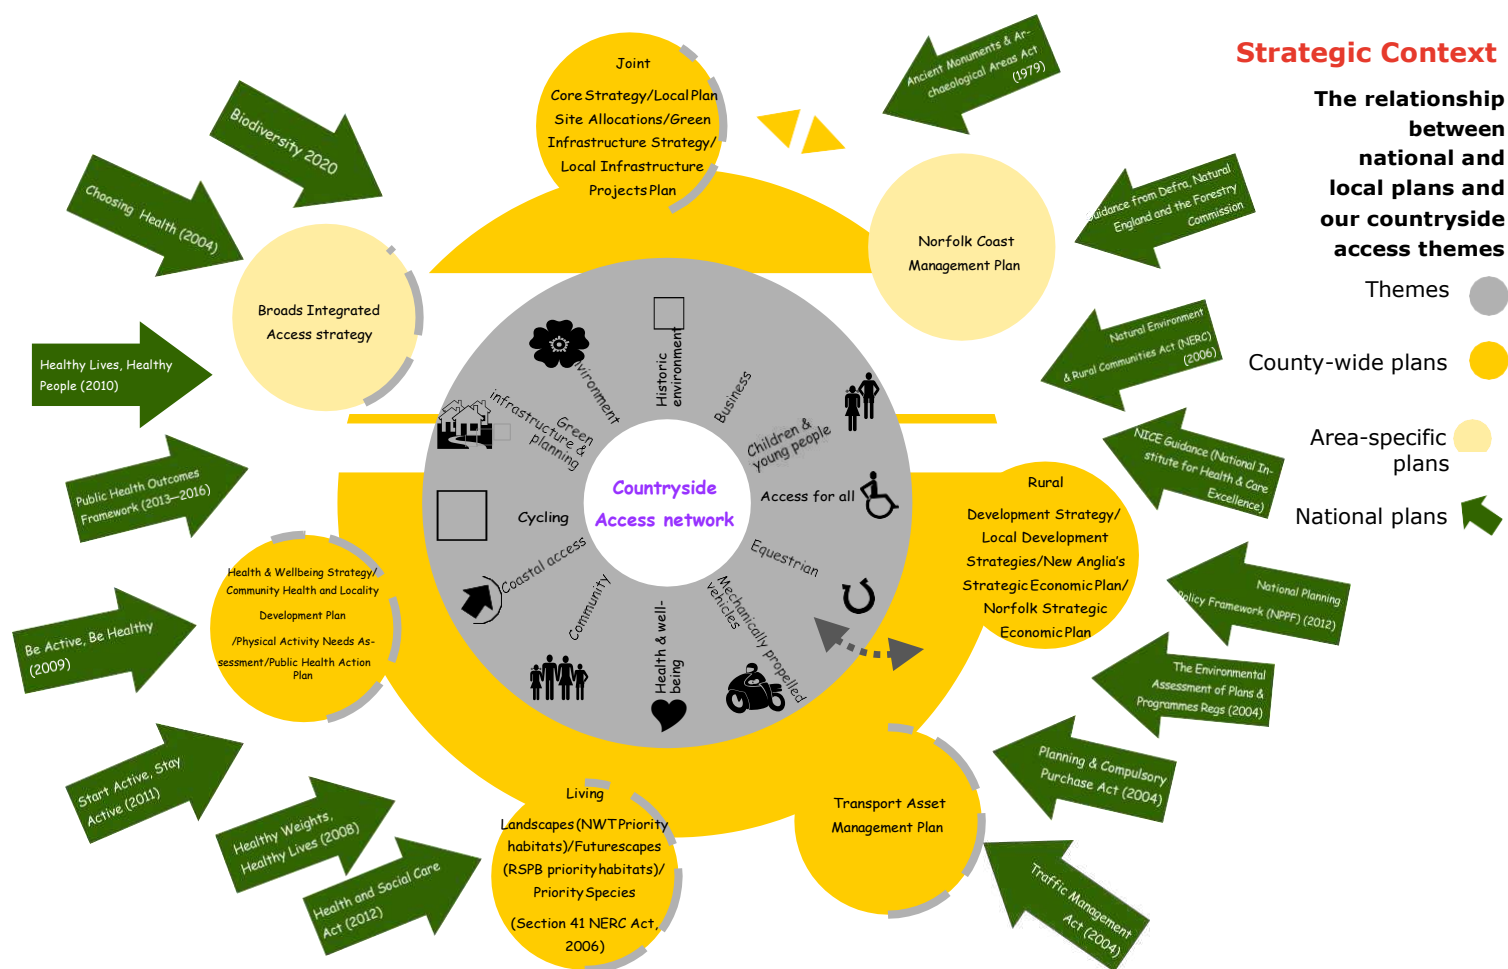 Strategic Context
The relationship
between
national and
local plans and
our countryside
access themes
Themes
County-wide plans
Area-specific
plans
National plans
Joint
Core Strategy/Local Plan
Site Allocations/Green
Infrastructure Strategy/
Local Infrastructure
Projects Plan
Ancient Monuments & Ar-
chaeological Areas Act
(1979)
Biodiversity 2020
Choosing Health (2004)
Broads Integrated
Access strategy
Norfolk Coast
Management Plan
Guidance from Defra, Natural
England and the Forestry
Commission
Natural Environment
& Rural Communities Act (NERC)
(2006)
Healthy Lives, Healthy
People (2010)
NICE Guidance (National In-
stitute for Health & Care
Excellence)
Public Health Outcomes
Framework (2013—2016)
Historic
environment
Business
Children &
young people
Access for all
Equestrian
Mechanically propelled
vehicles
Health & well-
being
Community
Coastal access
Cycling
Green
infrastructure &
planning
vironment
Countryside
Access network
Rural
Development Strategy/
Local Development
Strategies/New Anglia's
Strategic Economic Plan/
Norfolk Strategic
Economic Plan
Health & Wellbeing Strategy/
Community Health and Locality
Development Plan
/Physical Activity Needs As-
sessment/Public Health Action
Plan
National Planning
Policy Framework (NPPF) (2012)
Be Active, Be Healthy
(2009)
The Environmental
Assessment of Plans &
Programmes Regs (2004)
Start Active, Stay
Active (2011)
Planning & Compulsory
Purchase Act (2004)
Healthy Weights,
Healthy Lives (2008)
Living
Landscapes (NWT Priority
habitats)/Futurescapes
(RSPB priority habitats)/
Priority Species
(Section 41 NERC Act,
2006)
Transport Asset
Management Plan
Health and Social Care
Act (2012)
Traffic Management
Act (2004)